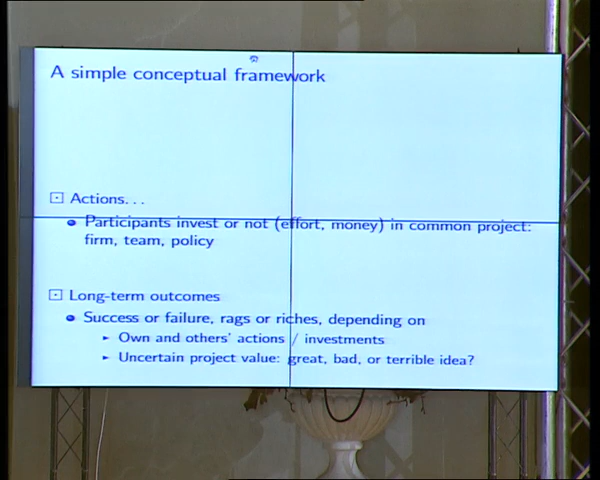 A simple conceptual framework
Actions...
Participants invest or not (effort, money) in common project:
firm, team, policy
Long-term outcomes
Success or failure, rags or riches, depending on
Own and others' actions / investments
Uncertain project value: great, bad, or terrible idea?